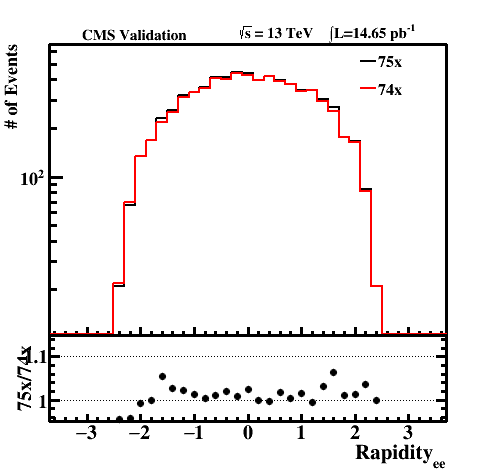 CMS Validation √s = 13 TeV ∫L=14.65 pb⁻¹
75x
74x
# of Events
10²
75x/74x
1.1
1
−3 −2 −1 0 1 2 3
Rapidity_ee